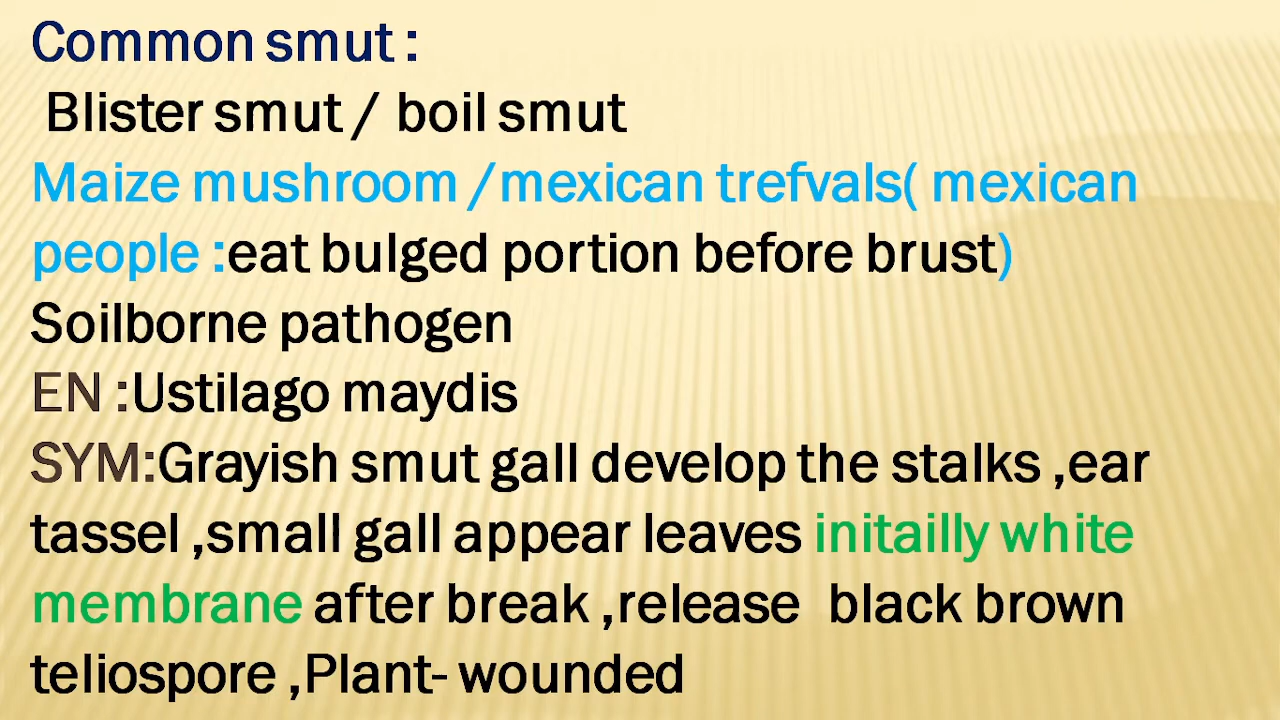 Common smut :
Blister smut / boil smut
Maize mushroom /mexican trefvals( mexican
people :eat bulged portion before brust)
Soilborne pathogen
EN :Ustilago maydis
SYM:Grayish smut gall develop the stalks ,ear
tassel ,small gall appear leaves initailly white
membrane after break ,release black brown
teliospore ,Plant- wounded